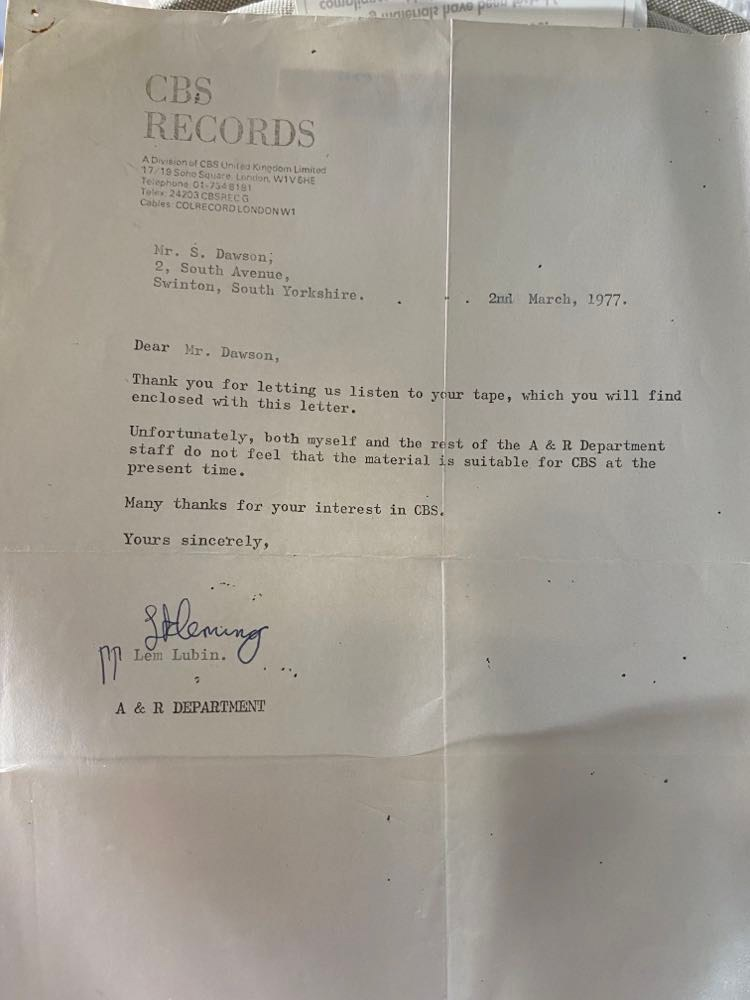 CBS
RECORDS
A Division of CBS United Kingdom Limited
17/19 Soho Square, London, W1V 6HE
Telephone 01-734 8181
Telex: 24203 CBSREC G
Cables: COLRECORD LONDON W1
Mr. S. Dawson,
2, South Avenue,
Swinton, South Yorkshire.
2nd March, 1977.
Dear Mr. Dawson,
Thank you for letting us listen to your tape, which you will find
enclosed with this letter.
Unfortunately, both myself and the rest of the A & R Department
staff do not feel that the material is suitable for CBS at the
present time.
Many thanks for your interest in CBS.
Yours sincerely,
pp Lem Lubin.
A & R DEPARTMENT